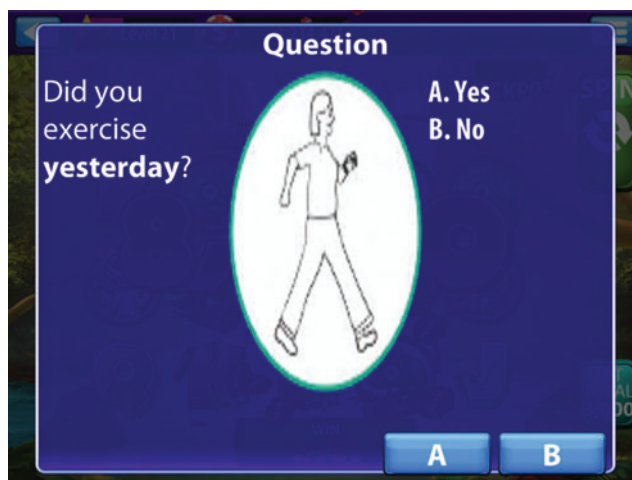 Question
Did you
exercise
yesterday?
A. Yes
B. No
A
B